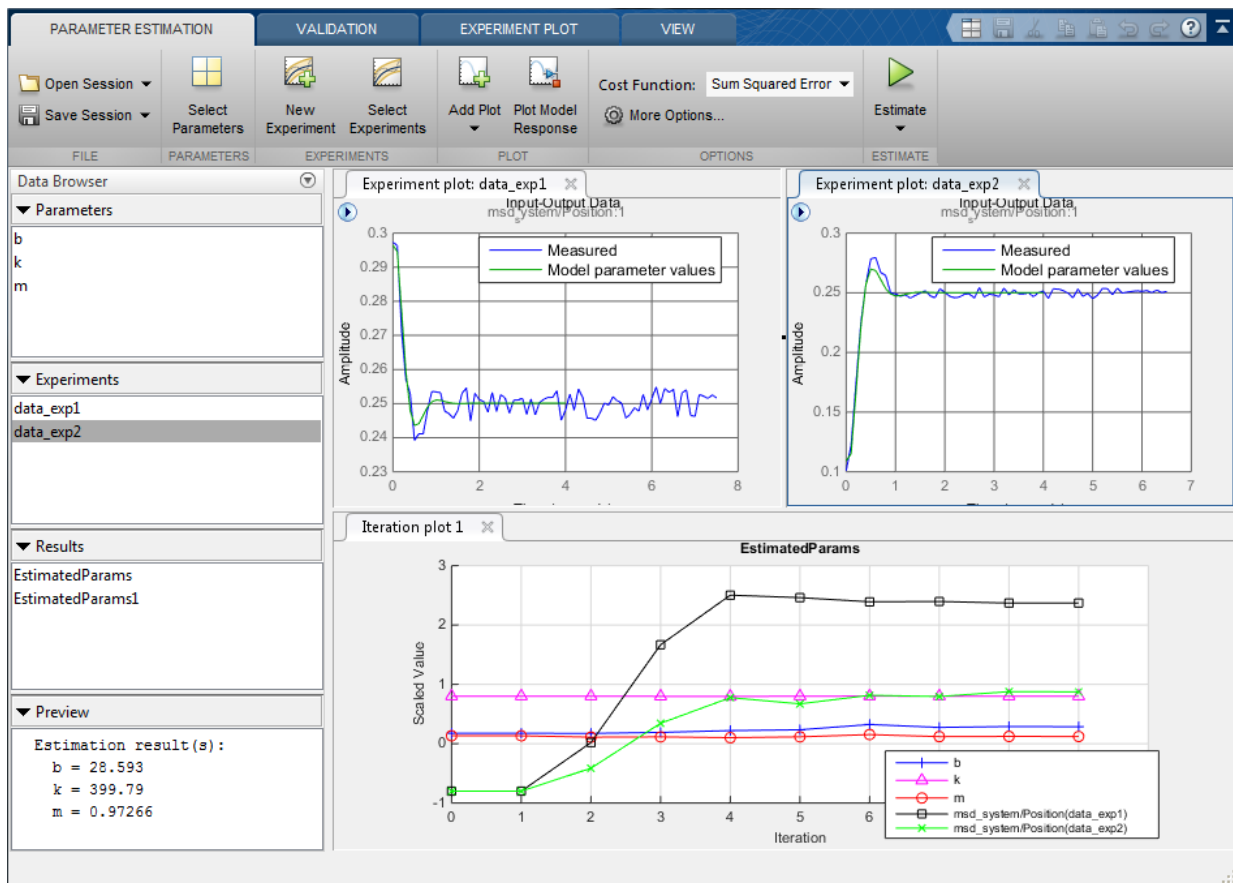 PARAMETER ESTIMATION VALIDATION EXPERIMENT PLOT VIEW
Open Session
Save Session
Select
Parameters
New
Experiment
Select
Experiments
Add Plot
Plot Model
Response
Cost Function: Sum Squared Error
More Options...
Estimate
FILE PARAMETERS EXPERIMENTS PLOT OPTIONS ESTIMATE
Data Browser
Parameters
b
k
m
Experiments
data_exp1
data_exp2
Results
EstimatedParams
EstimatedParams1
Preview
Estimation result(s):
b = 28.593
k = 399.79
m = 0.97266
Experiment plot: data_exp1
Input-Output Data
msd_system/Position:1
Measured
Model parameter values
Amplitude
0.3
0.29
0.28
0.27
0.26
0.25
0.24
0.23
0 2 4 6 8
Experiment plot: data_exp2
Input-Output Data
msd_system/Position:1
Measured
Model parameter values
Amplitude
0.3
0.25
0.2
0.15
0.1
0 1 2 3 4 5 6 7
Iteration plot 1
EstimatedParams
Scaled Value
3
2
1
0
-1
0 1 2 3 4 5 6
Iteration
b
k
m
msd_system/Position(data_exp1)
msd_system/Position(data_exp2)